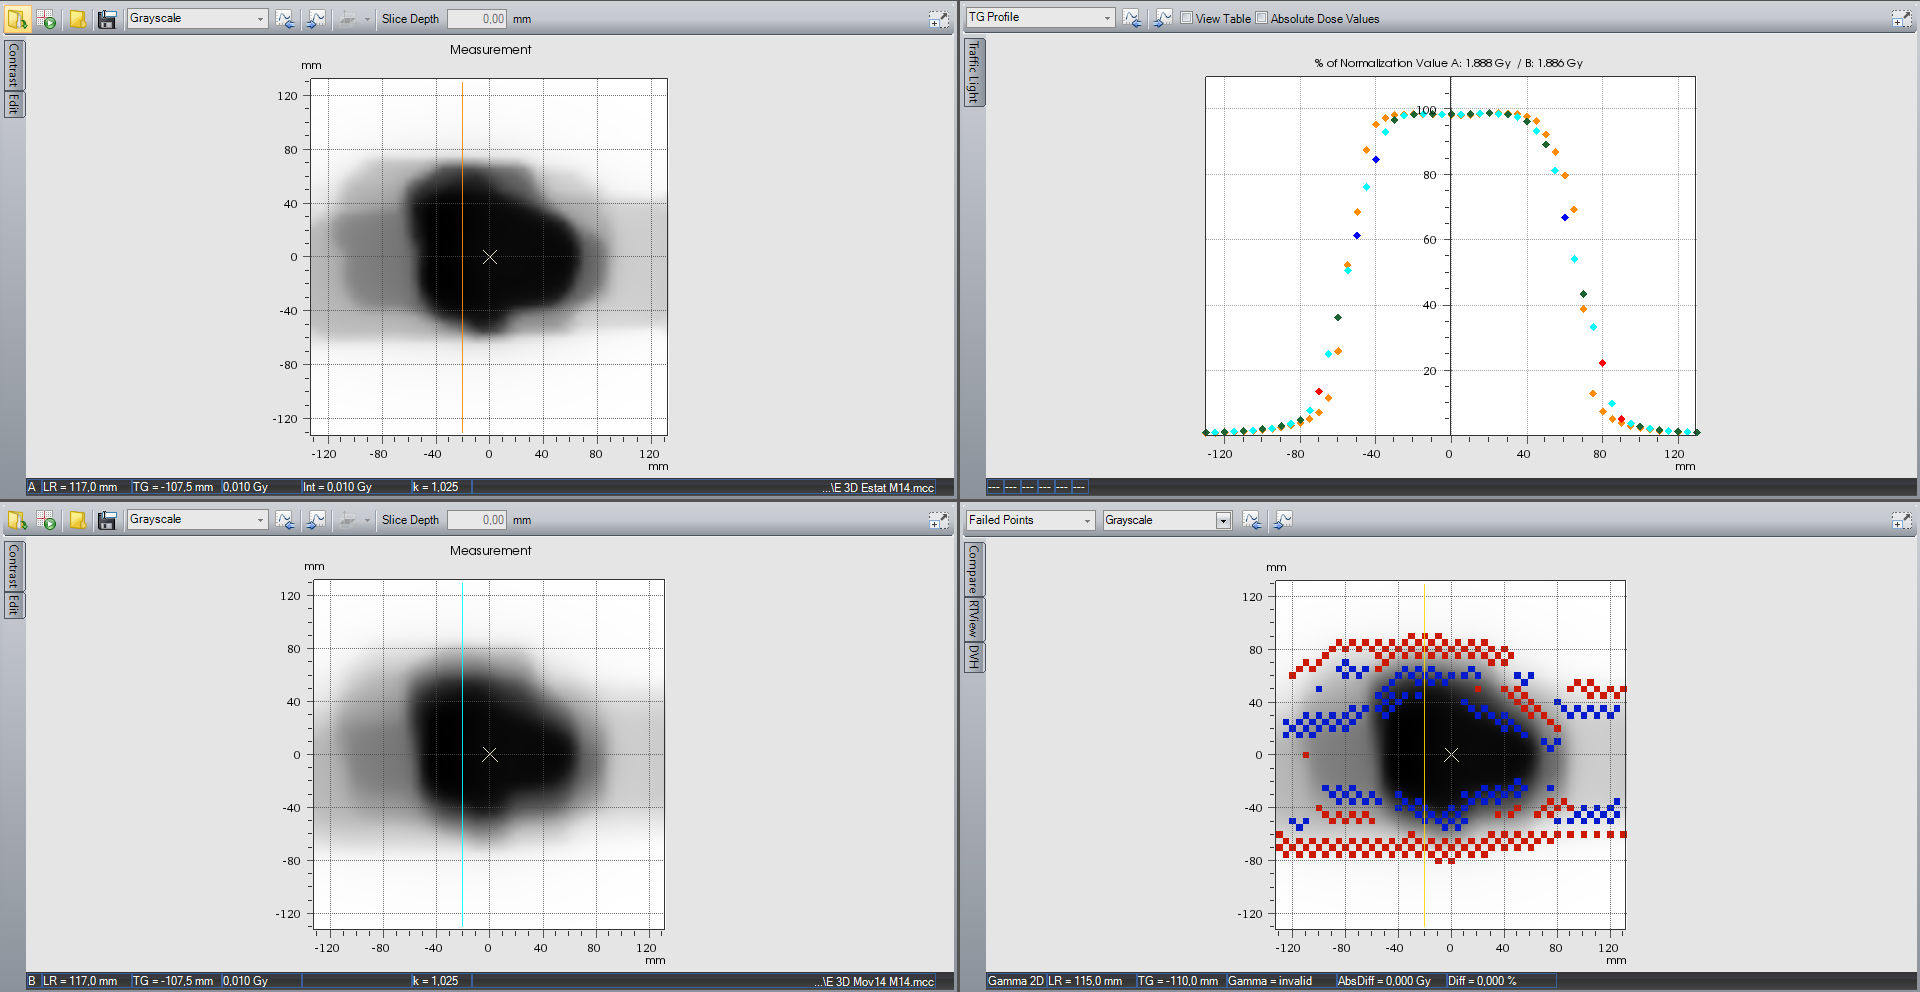 Grayscale
Slice Depth 0,00 mm
Contrast
Edit
Measurement
mm
120
80
40
0
-40
-80
-120
-120 -80 -40 0 40 80 120
mm
A LR = 117,0 mm TG = -107,5 mm 0,010 Gy Int = 0,010 Gy k = 1,025 ...\E 3D Estat M14.mcc
TG Profile View Table Absolute Dose Values
Traffic Light
% of Normalization Value A: 1.888 Gy / B: 1.886 Gy
100
80
60
40
20
-120 -80 -40 0 40 80 120
mm
--- --- --- --- --- ---
Grayscale
Slice Depth 0,00 mm
Contrast
Edit
Measurement
mm
120
80
40
0
-40
-80
-120
-120 -80 -40 0 40 80 120
mm
B LR = 117,0 mm TG = -107,5 mm 0,010 Gy k = 1,025 ...\E 3D Mov14 M14.mcc
Failed Points Grayscale
Compare
RTView
DVH
mm
120
80
40
0
-40
-80
-120
-120 -80 -40 0 40 80 120
mm
Gamma 2D LR = 115,0 mm TG = -110,0 mm Gamma = invalid AbsDiff = 0,000 Gy Diff = 0,000 %